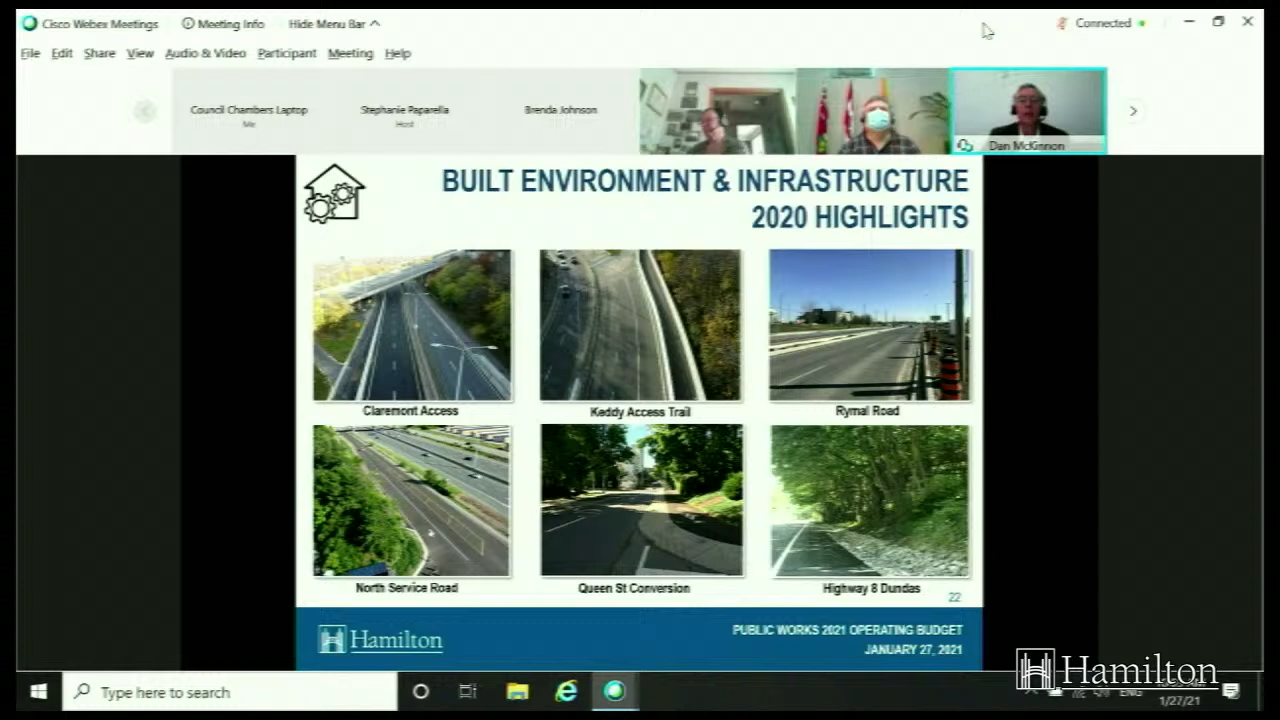 Cisco Webex Meetings
Meeting Info
Hide Menu Bar
Connected
File Edit Share View Audio & Video Participant Meeting Help
Council Chambers Laptop
Me
Stephanie Paparella
Host
Brenda Johnson
Dan McKinnon
BUILT ENVIRONMENT & INFRASTRUCTURE
2020 HIGHLIGHTS
Claremont Access
Keddy Access Trail
Rymal Road
North Service Road
Queen St Conversion
Highway 8 Dundas
22
Hamilton
PUBLIC WORKS 2021 OPERATING BUDGET
JANUARY 27, 2021
Hamilton
Type here to search
ENG
1/27/21